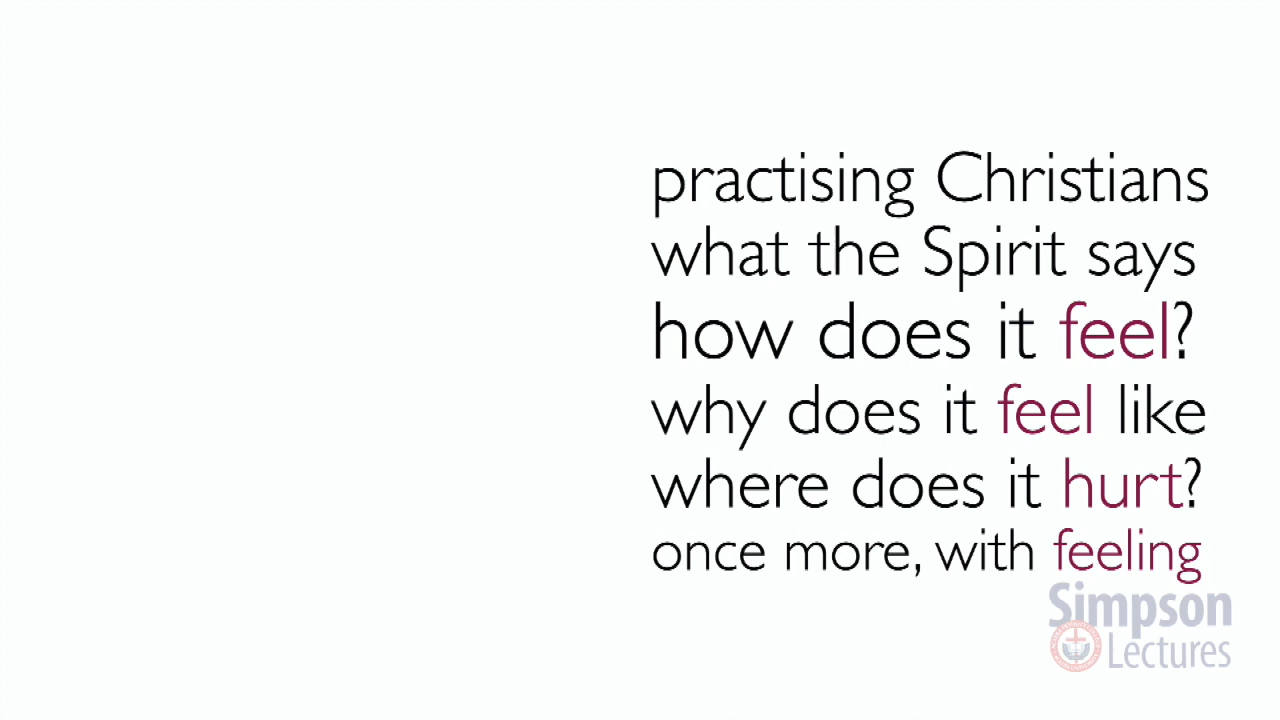 practising Christians
what the Spirit says
how does it feel?
why does it feel like
where does it hurt?
once more, with feeling
Simpson
Lectures